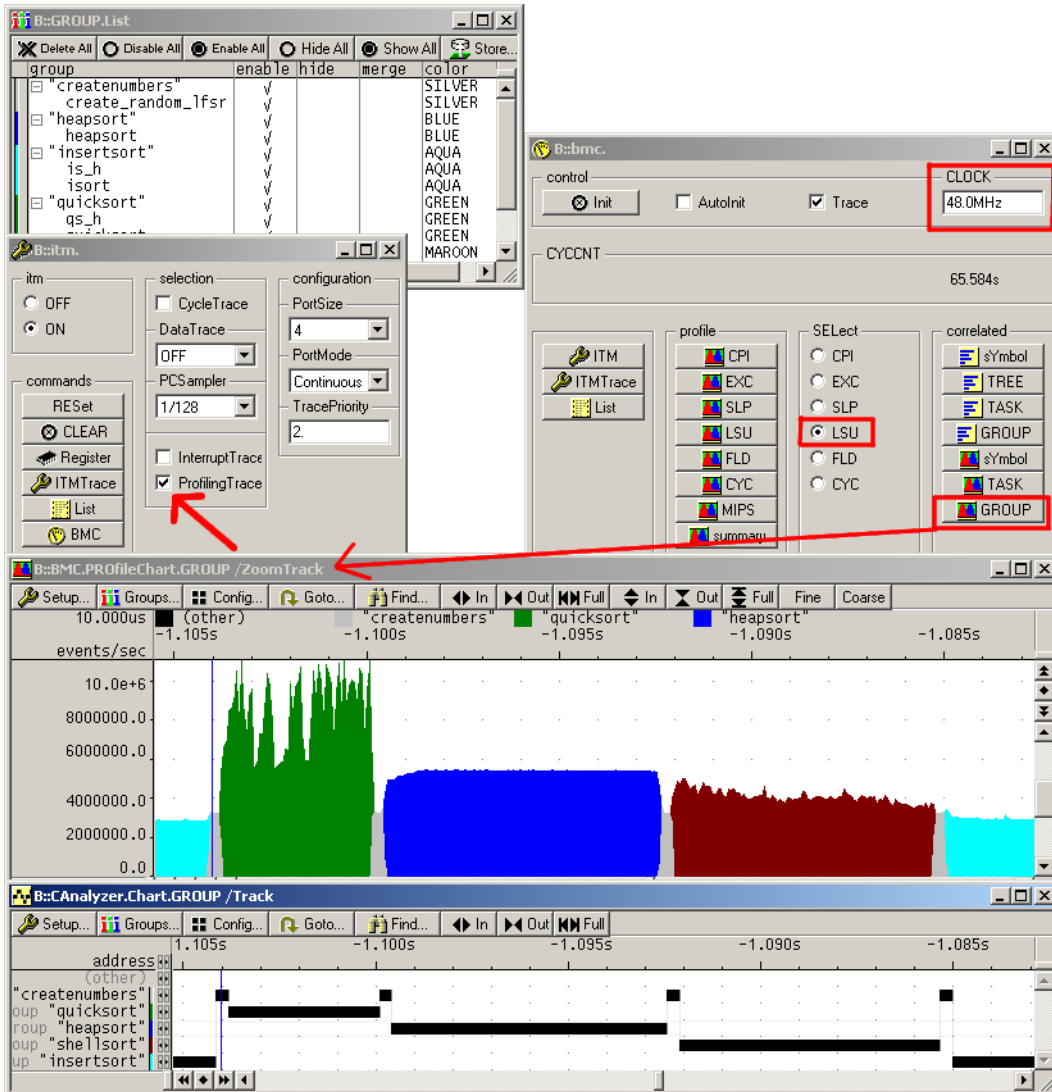 B::GROUP.List
Delete All Disable All Enable All Hide All Show All Store...
group enable hide merge color
"createnumbers" √ SILVER
create_random_lfsr √ SILVER
"heapsort" √ BLUE
heapsort √ BLUE
"insertsort" √ AQUA
is_h √ AQUA
isort √ AQUA
"quicksort" √ GREEN
qs_h √ GREEN
GREEN
MAROON
B::itm.
itm
OFF
ON
commands
RESet
CLEAR
Register
ITMTrace
List
BMC
selection
CycleTrace
DataTrace
OFF
PCSampler
1/128
InterruptTrace
ProfilingTrace
configuration
PortSize
4
PortMode
Continuous
TracePriority
2.
B::bmc.
control
Init AutoInit Trace
CLOCK
48.0MHz
CYCCNT
65.584s
ITM
ITMTrace
List
profile
CPI
EXC
SLP
LSU
FLD
CYC
MIPS
summary
SELect
CPI
EXC
SLP
LSU
FLD
CYC
correlated
sYmbol
TREE
TASK
GROUP
sYmbol
TASK
GROUP
B::BMC.PROfileChart.GROUP /ZoomTrack
Setup... Groups... Config... Goto... Find... In Out Full In Out Full Fine Coarse
10.000us (other) "createnumbers" "quicksort" "heapsort"
-1.105s -1.100s -1.095s -1.090s -1.085s
events/sec
10.0e+6
8000000.0
6000000.0
4000000.0
2000000.0
0.0
B::CAnalyzer.Chart.GROUP /Track
Setup... Groups... Config... Goto... Find... In Out Full
1.105s -1.100s -1.095s -1.090s -1.085s
address
(other)
"createnumbers"
oup "quicksort"
roup "heapsort"
oup "shellsort"
up "insertsort"